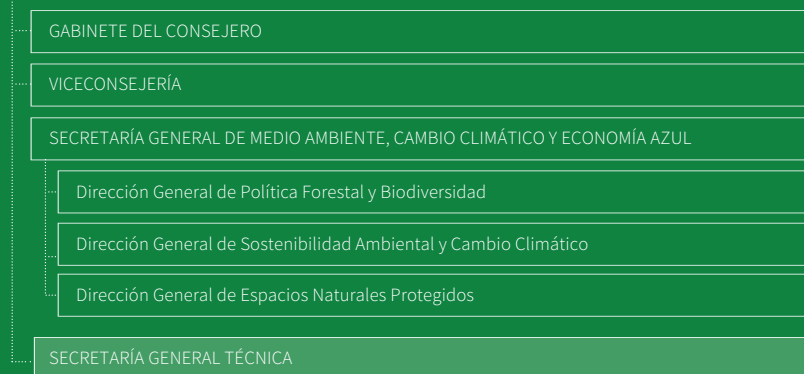 GABINETE DEL CONSEJERO
VICECONSEJERÍA
SECRETARÍA GENERAL DE MEDIO AMBIENTE, CAMBIO CLIMÁTICO Y ECONOMÍA AZUL
Dirección General de Política Forestal y Biodiversidad
Dirección General de Sostenibilidad Ambiental y Cambio Climático
Dirección General de Espacios Naturales Protegidos
SECRETARÍA GENERAL TÉCNICA